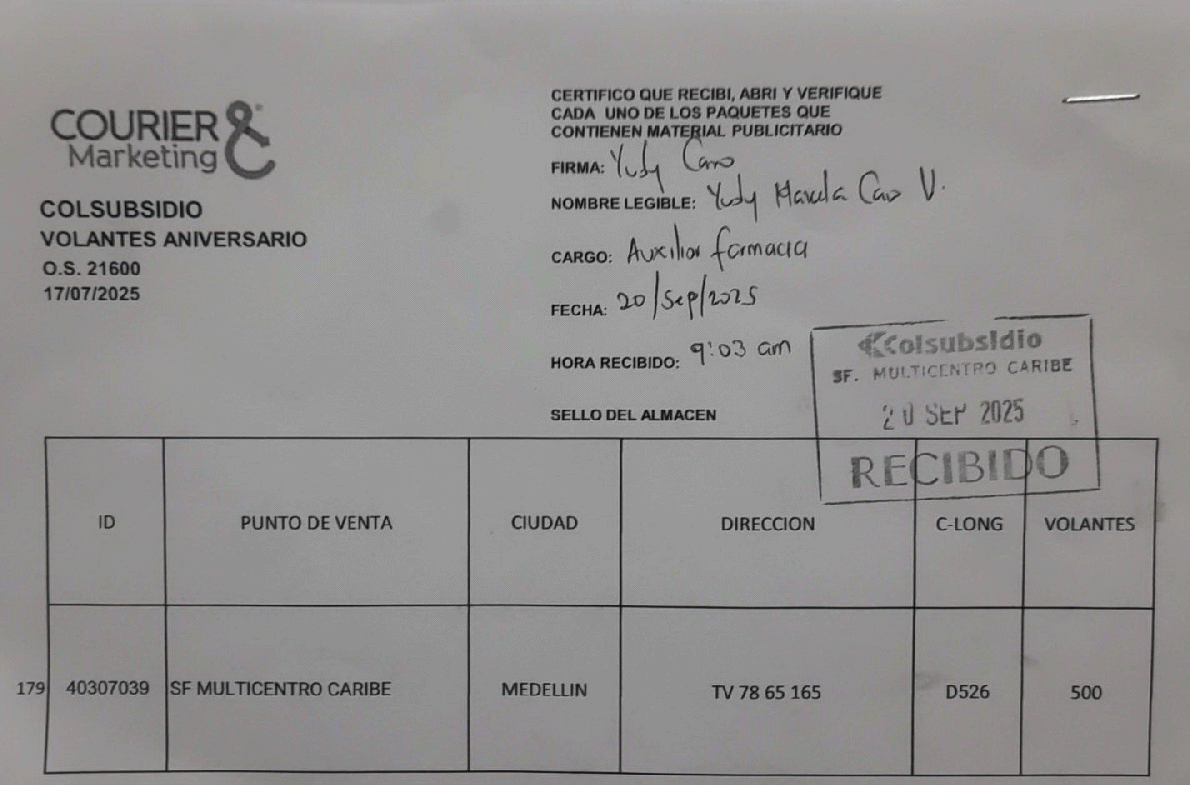 COURIER &
Marketing
COLSUBSIDIO
VOLANTES ANIVERSARIO
O.S. 21600
17/07/2025
CERTIFICO QUE RECIBI, ABRI Y VERIFIQUE
CADA UNO DE LOS PAQUETES QUE
CONTIENEN MATERIAL PUBLICITARIO
FIRMA: Yudy Caro
NOMBRE LEGIBLE: Yudy Marcela Caro V.
CARGO: Auxiliar farmacia
FECHA: 20/Sep/2025
HORA RECIBIDO: 9:03 am
SELLO DEL ALMACEN
Colsubsidio
SF. MULTICENTRO CARIBE
20 SEP 2025
RECIBIDO
ID PUNTO DE VENTA CIUDAD DIRECCION C-LONG VOLANTES
179 40307039 SF MULTICENTRO CARIBE MEDELLIN TV 78 65 165 D526 500